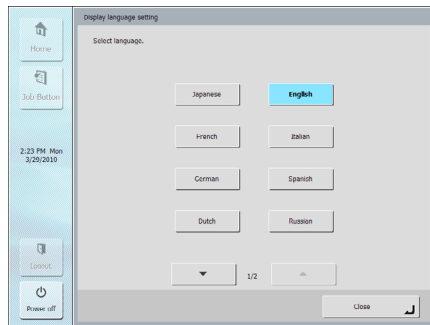 Display language setting
Select language.
Home
Job Button
2:23 PM Mon
3/29/2010
Logout
Power off
Japanese
English
French
Italian
German
Spanish
Dutch
Russian
1/2
Close